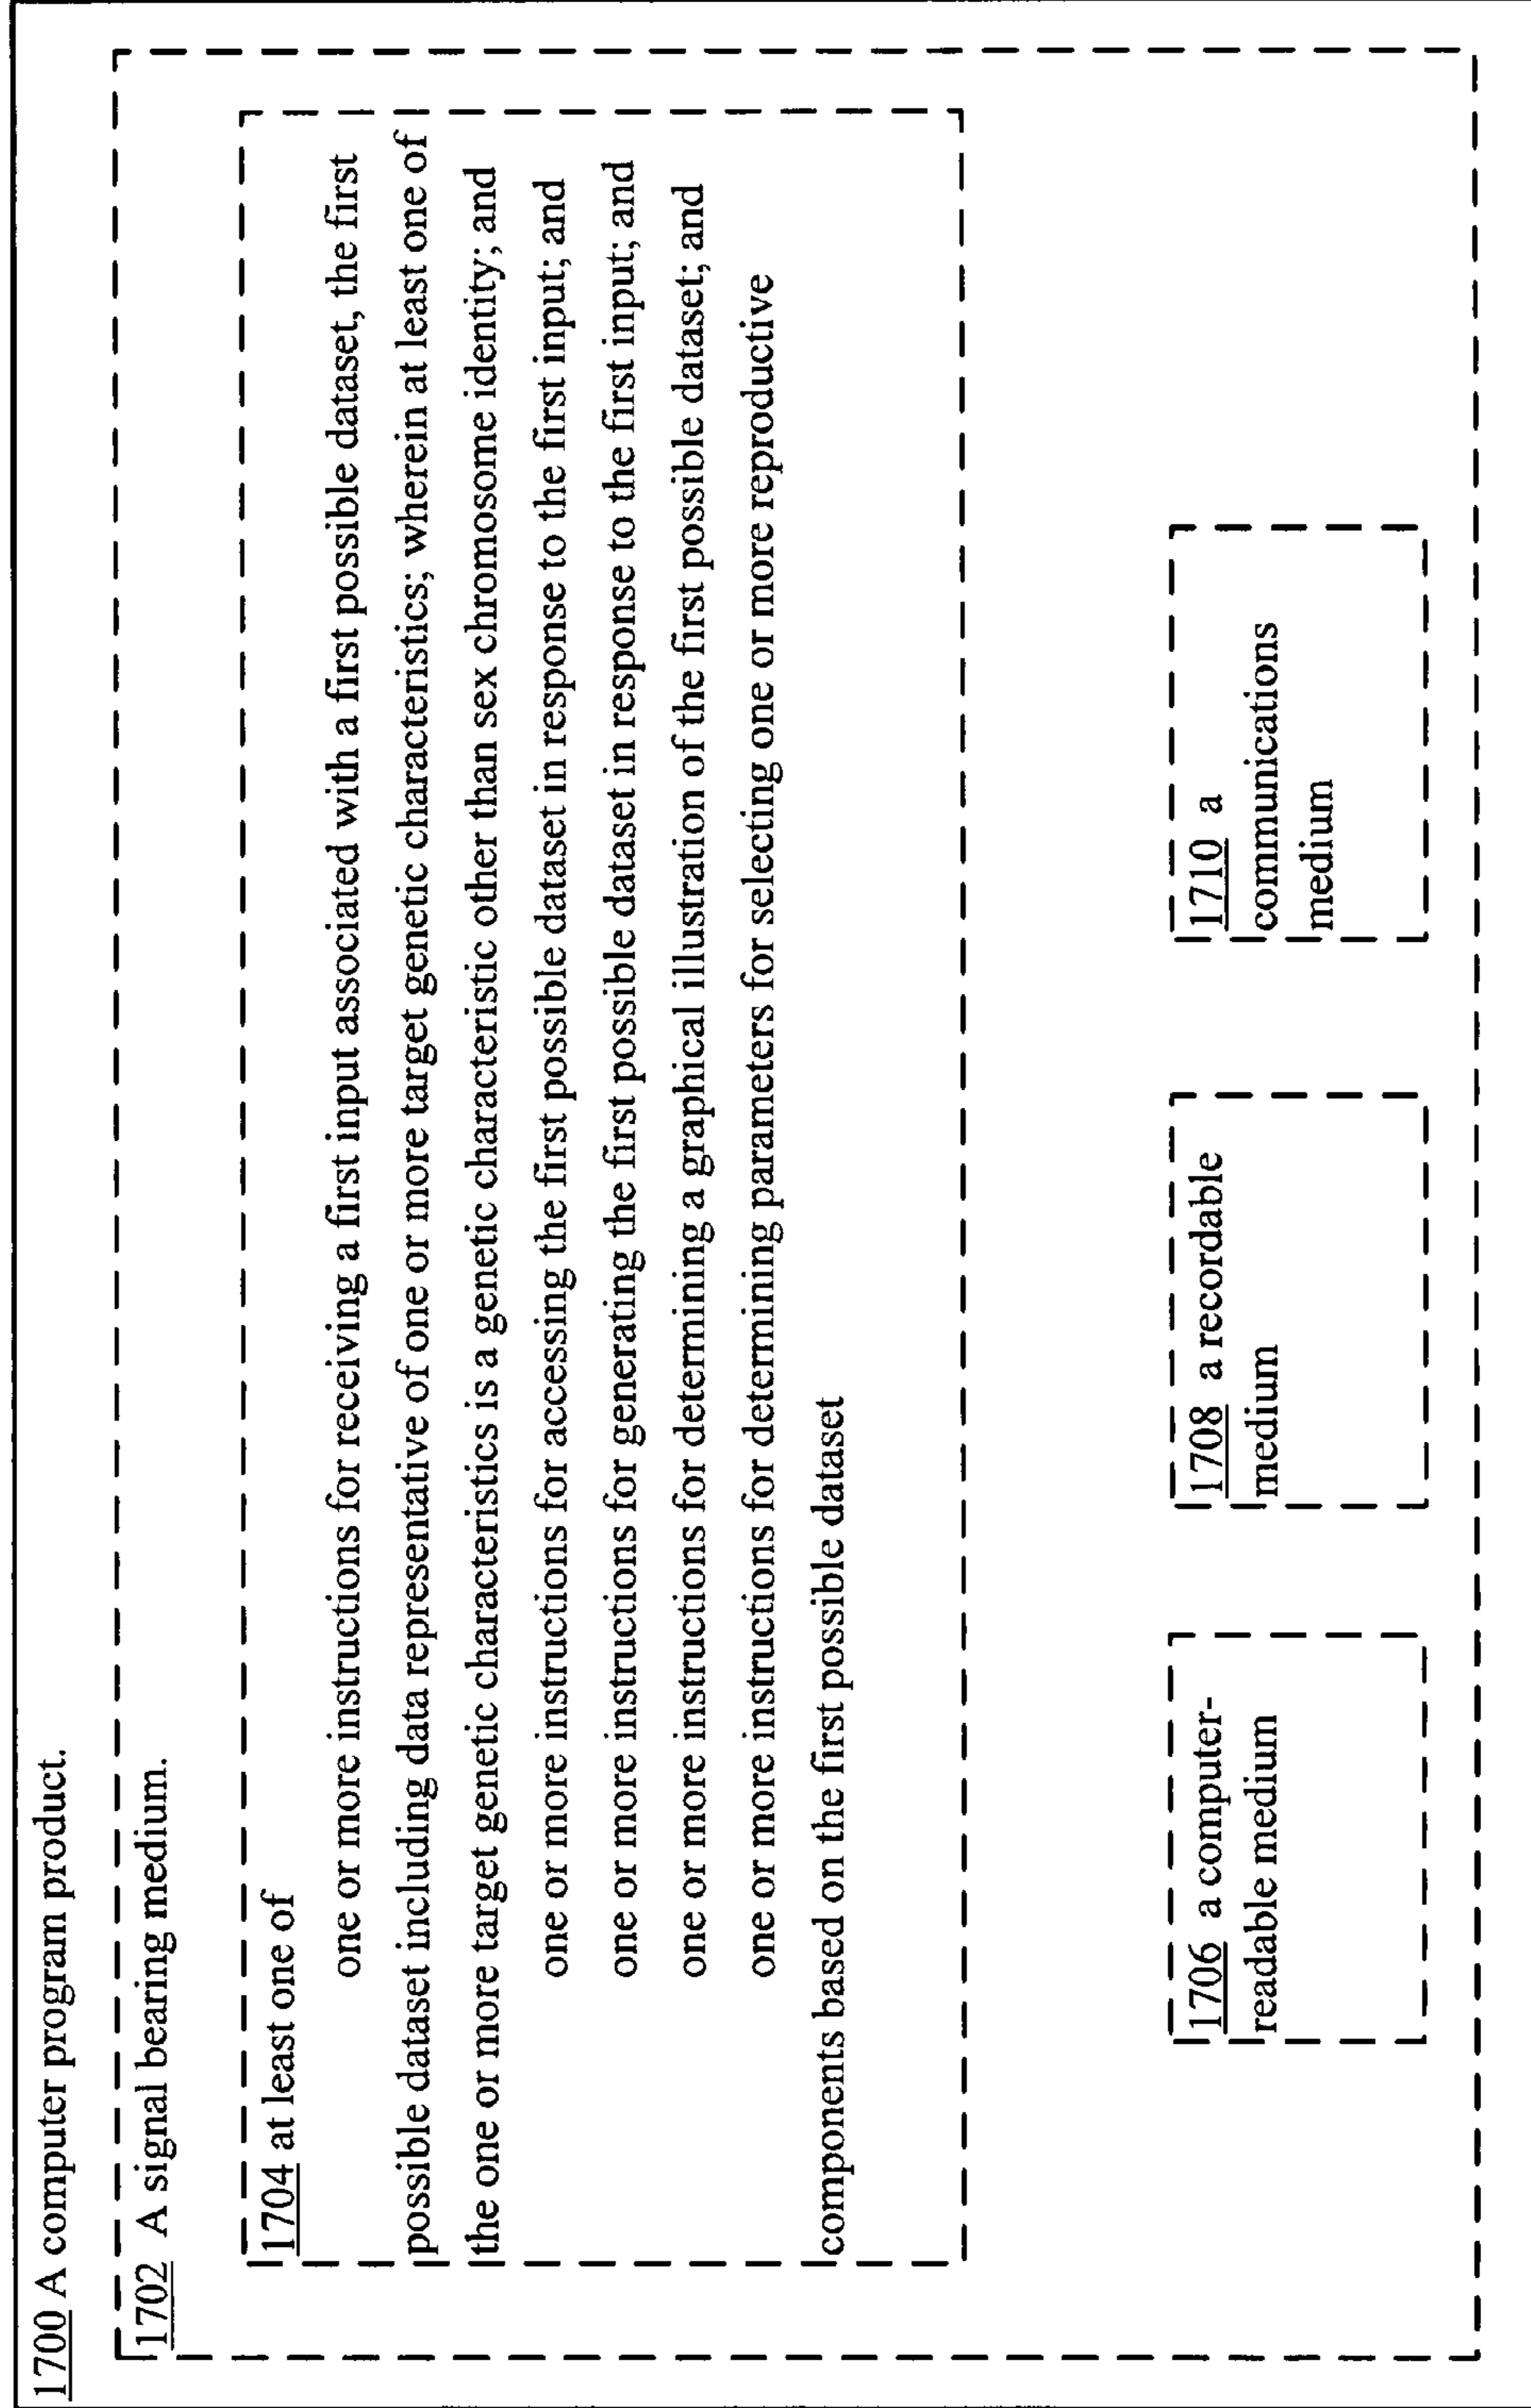 1700 A computer program product.
1702 A signal bearing medium.
1704 at least one of
one or more instructions for receiving a first input associated with a first possible dataset, the first
possible dataset including data representative of one or more target genetic characteristics; wherein at least one of
the one or more target genetic characteristics is a genetic characteristic other than sex chromosome identity; and
one or more instructions for accessing the first possible dataset in response to the first input; and
one or more instructions for generating the first possible dataset in response to the first input; and
one or more instructions for determining a graphical illustration of the first possible dataset; and
one or more instructions for determining parameters for selecting one or more reproductive
components based on the first possible dataset
1706 a computer-
readable medium
1708 a recordable
medium
1710 a
communications
medium